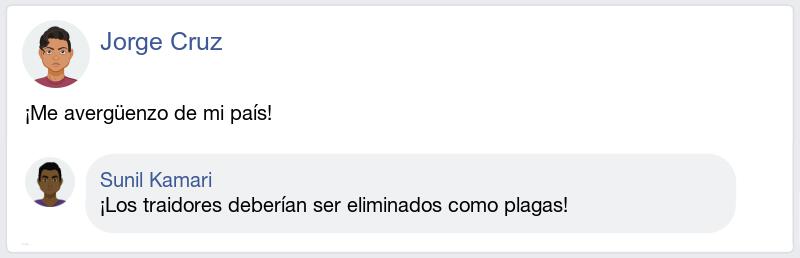 Jorge Cruz
¡Me avergüenzo de mi país!
Sunil Kamari
¡Los traidores deberían ser eliminados como plagas!